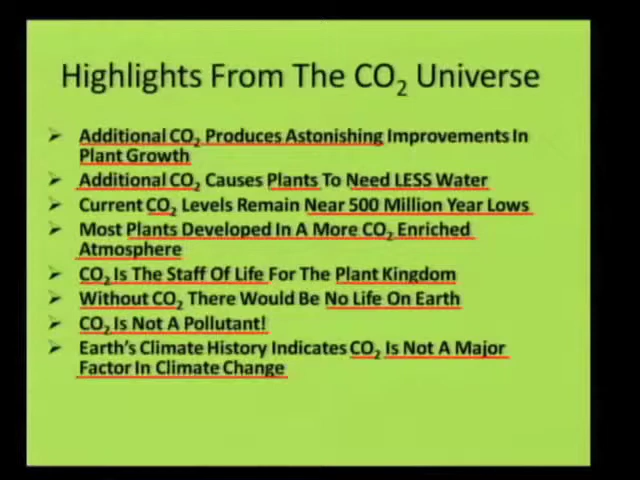 Highlights From The CO₂ Universe
➢ Additional CO₂ Produces Astonishing Improvements In
Plant Growth
➢ Additional CO₂ Causes Plants To Need LESS Water
➢ Current CO₂ Levels Remain Near 500 Million Year Lows
➢ Most Plants Developed In A More CO₂ Enriched
Atmosphere
➢ CO₂ Is The Staff Of Life For The Plant Kingdom
➢ Without CO₂ There Would Be No Life On Earth
➢ CO₂ Is Not A Pollutant!
➢ Earth's Climate History Indicates CO₂ Is Not A Major
Factor In Climate Change